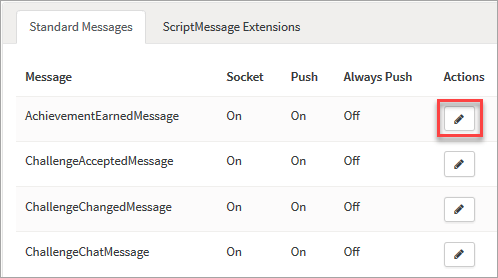 Standard Messages ScriptMessage Extensions
Message Socket Push Always Push Actions
AchievementEarnedMessage On On Off
ChallengeAcceptedMessage On On Off
ChallengeChangedMessage On On Off
ChallengeChatMessage On On Off